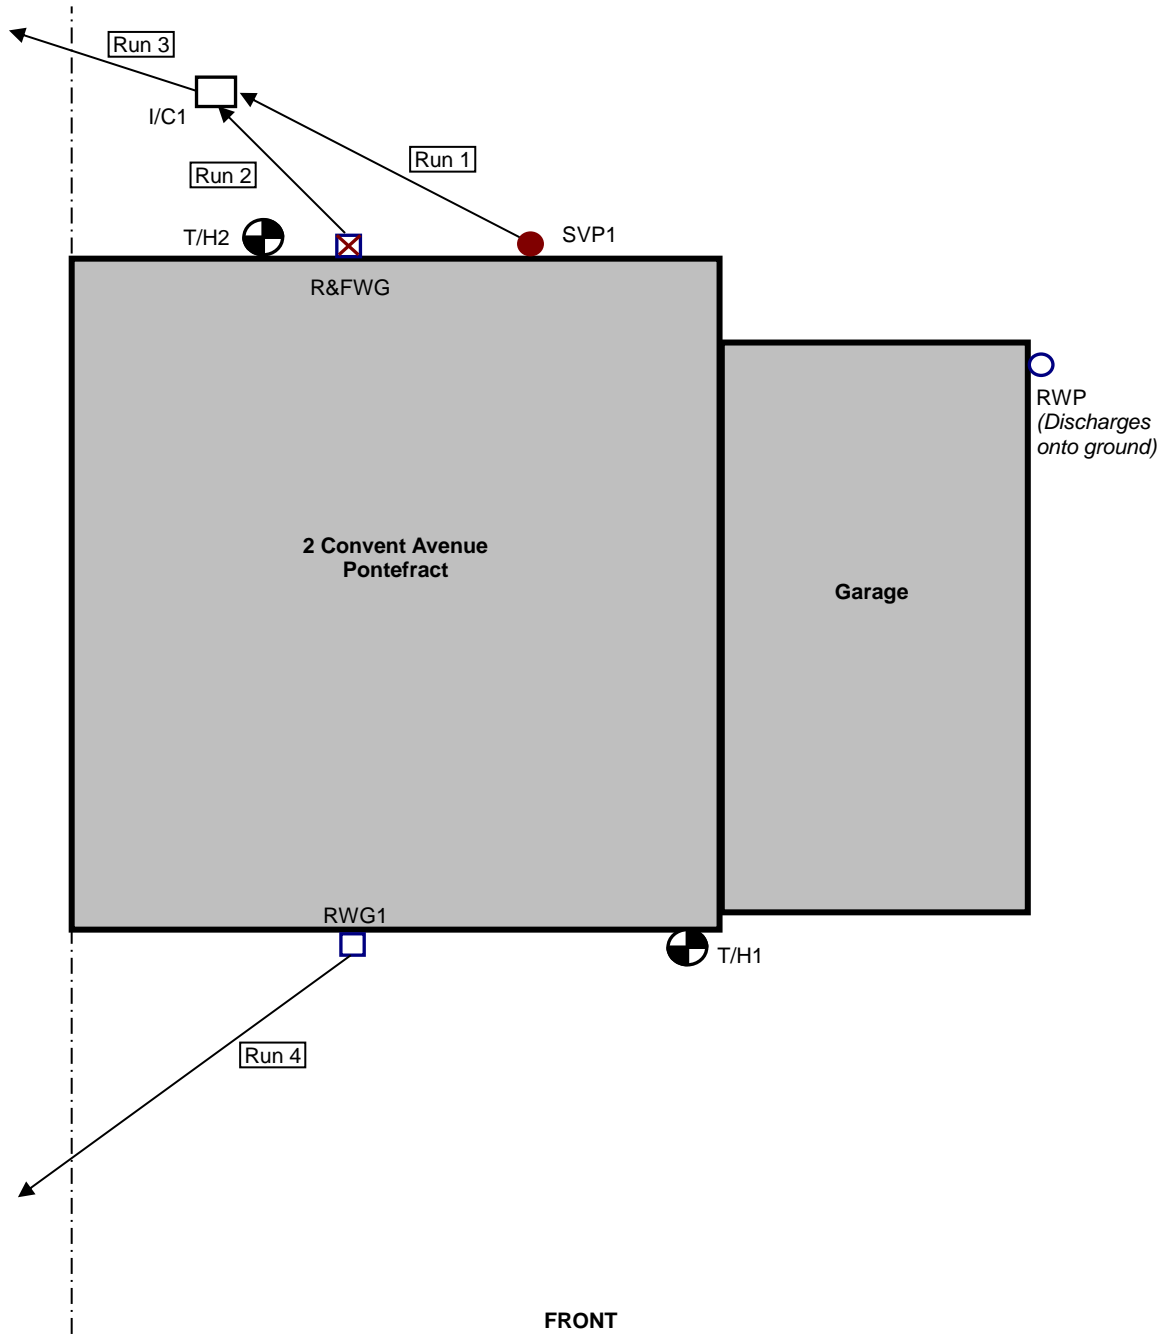 Run 3
I/C1
Run 1
Run 2
T/H2
SVP1
R&FWG
RWP
(Discharges
onto ground)
2 Convent Avenue
Pontefract
Garage
RWG1
T/H1
Run 4
FRONT